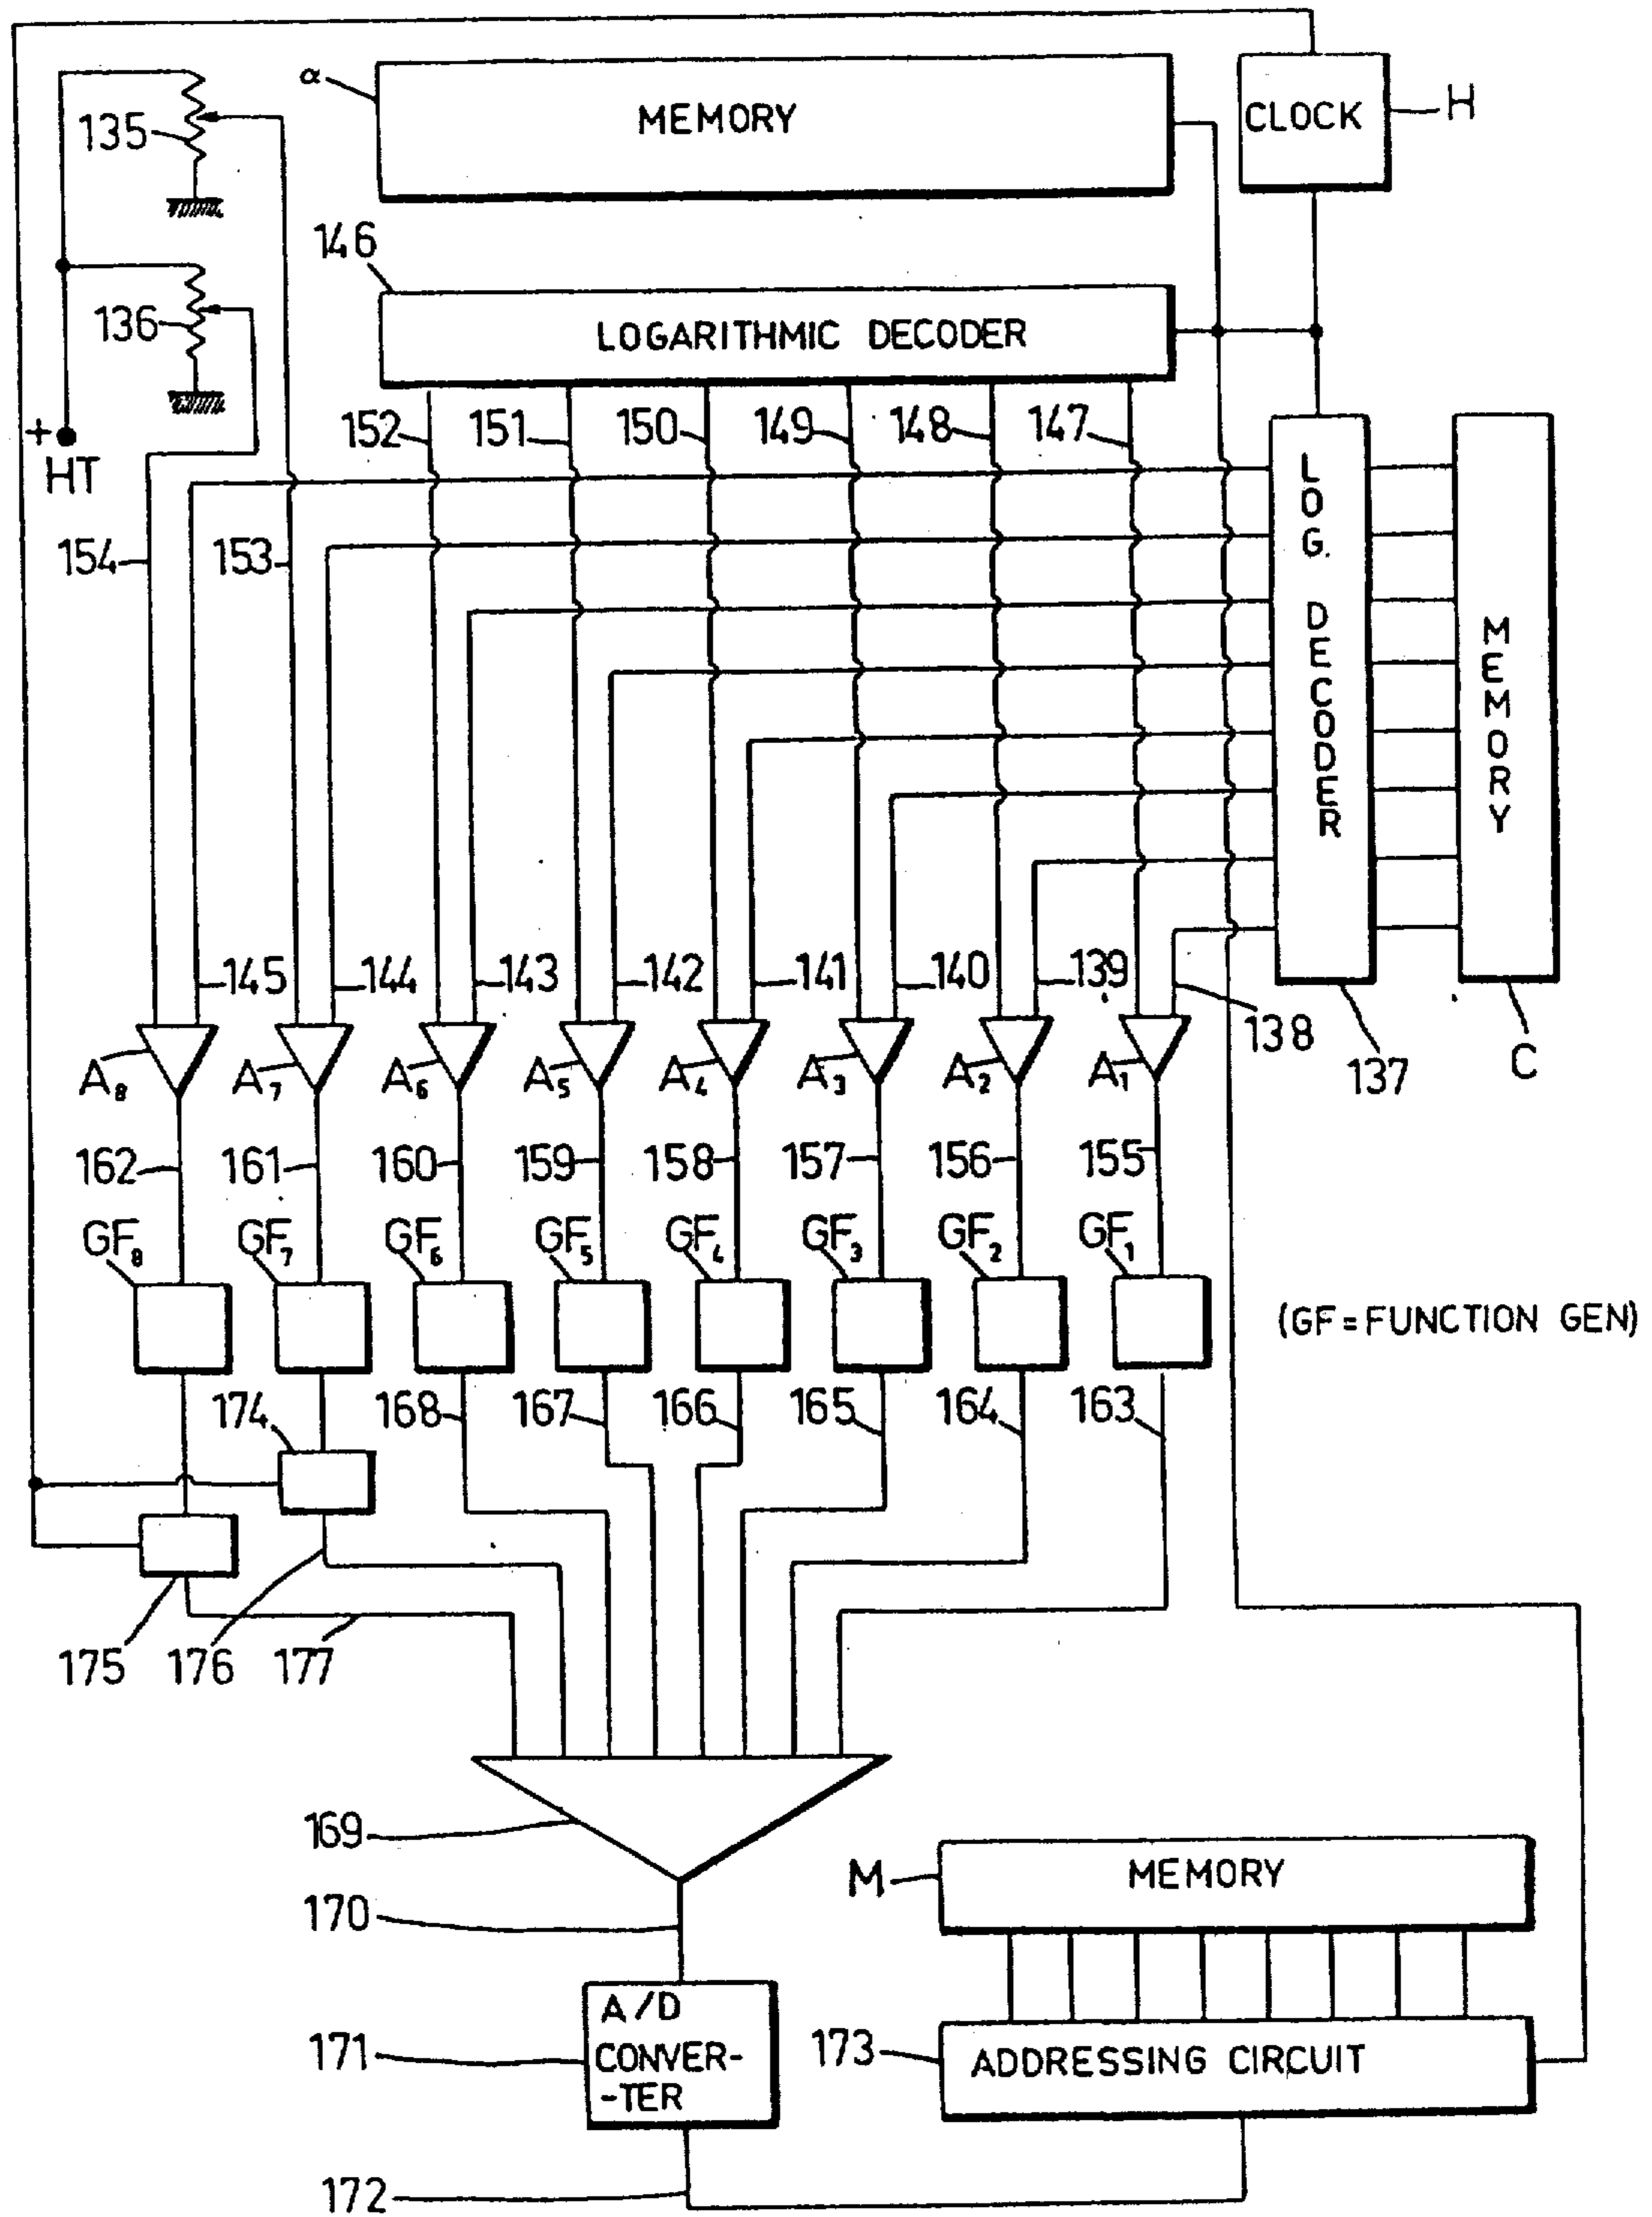 α
MEMORY
CLOCK
H
135
146
136
LOGARITHMIC DECODER
+
HT
152
151
150
149
148
147
154
153
LOG. DECODER
MEMORY
145
144
143
142
141
140
139
138
137
C
A₈
A₇
A₆
A₅
A₄
A₃
A₂
A₁
162
161
160
159
158
157
156
155
GF₈
GF₇
GF₆
GF₅
GF₄
GF₃
GF₂
GF₁
(GF=FUNCTION GEN)
174
168
167
166
165
164
163
175
176
177
169
M
MEMORY
170
A/D
CONVER-
-TER
171
173
ADDRESSING CIRCUIT
172